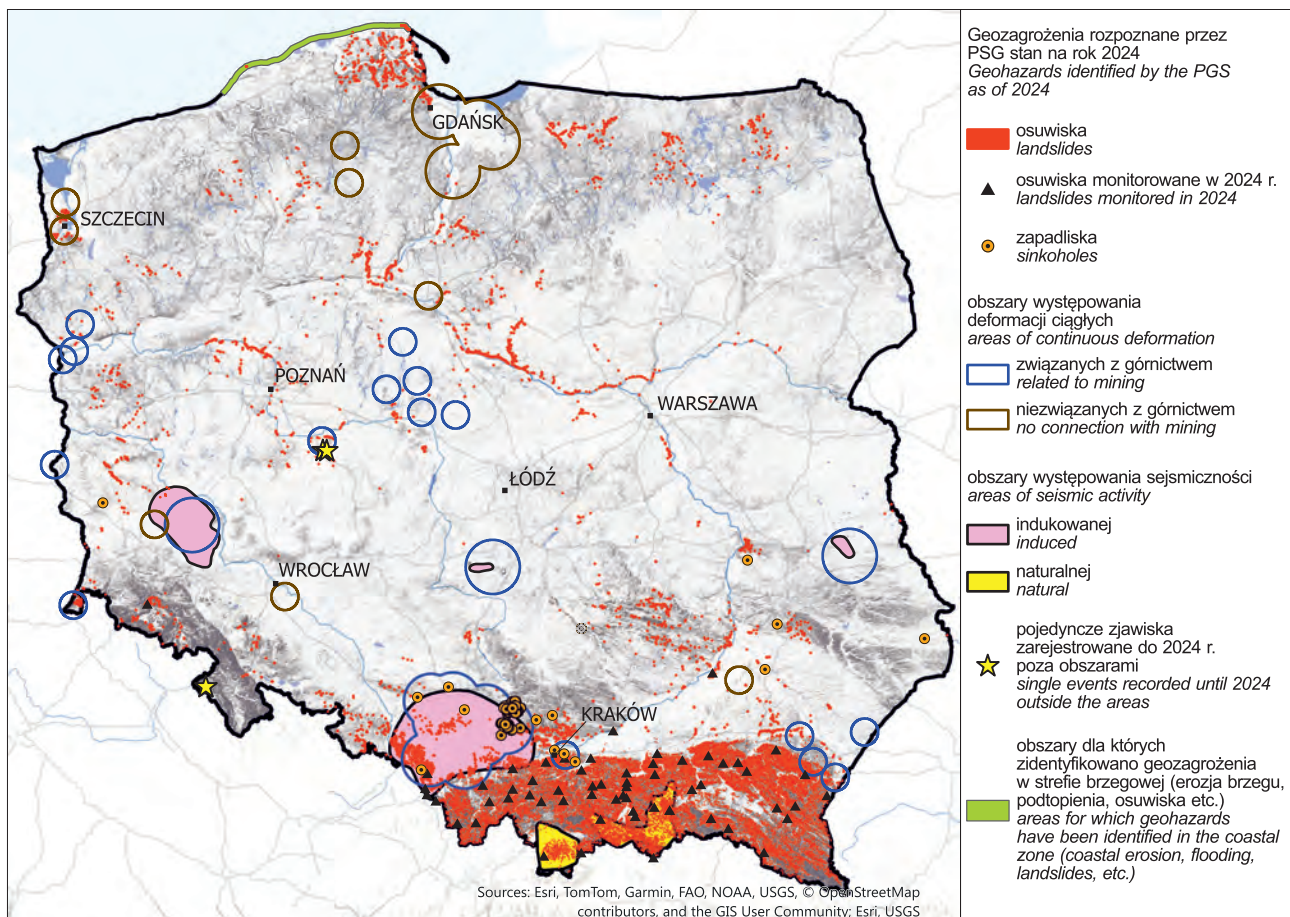 GDAŃSK
SZCZECIN
POZNAŃ
WARSZAWA
ŁÓDŹ
WROCŁAW
KRAKÓW
Sources: Esri, TomTom, Garmin, FAO, NOAA, USGS, © OpenStreetMap
contributors, and the GIS User Community; Esri, USGS
Geozagrożenia rozpoznane przez
PSG stan na rok 2024
Geohazards identified by the PGS
as of 2024
osuwiska
landslides
osuwiska monitorowane w 2024 r.
landslides monitored in 2024
zapadliska
sinkoholes
obszary występowania
deformacji ciągłych
areas of continuous deformation
związanych z górnictwem
related to mining
niezwiązanych z górnictwem
no connection with mining
obszary występowania sejsmiczności
areas of seismic activity
indukowanej
induced
naturalnej
natural
pojedyncze zjawiska
zarejestrowane do 2024 r.
poza obszarami
single events recorded until 2024
outside the areas
obszary dla których
zidentyfikowano geozagrożenia
w strefie brzegowej (erozja brzegu,
podtopienia, osuwiska etc.)
areas for which geohazards
have been identified in the coastal
zone (coastal erosion, flooding,
landslides, etc.)